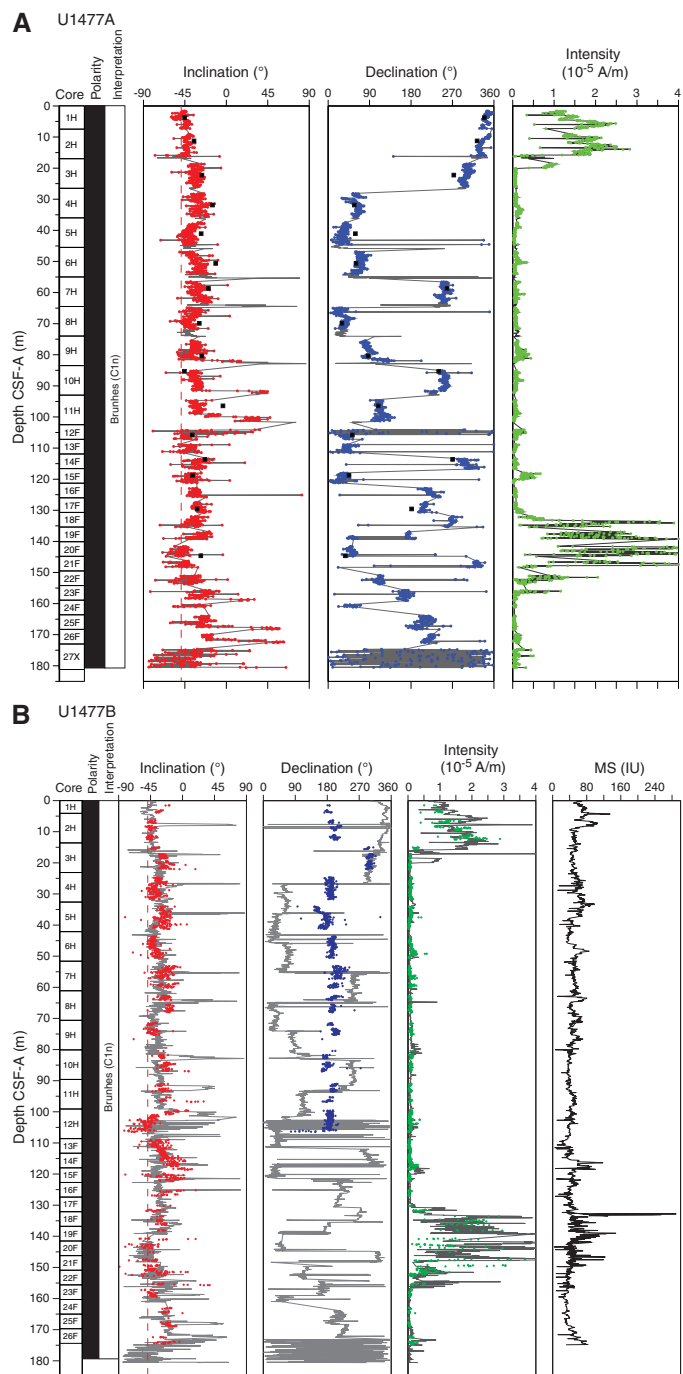 A U1477A
Core
Polarity
Interpretation
Inclination (°)
Declination (°)
Intensity
(10-5 A/m)
-90 -45 0 45 90
0 90 180 270 360
0 1 2 3 4
Depth CSF-A (m)
0
10
20
30
40
50
60
70
80
90
100
110
120
130
140
150
160
170
180
1H
2H
3H
4H
5H
6H
7H
8H
9H
10H
11H
12F
13F
14F
15F
16F
17F
18F
19F
20F
21F
22F
23F
24F
25F
26F
27X
Brunhes (C1n)
B U1477B
Core
Polarity
Interpretation
Inclination (°)
Declination (°)
Intensity
(10-5 A/m)
MS (IU)
-90 -45 0 45 90
0 90 180 270 360
0 1 2 3 4
0 80 160 240
Depth CSF-A (m)
0
10
20
30
40
50
60
70
80
90
100
110
120
130
140
150
160
170
180
1H
2H
3H
4H
5H
6H
7H
8H
9H
10H
11H
12H
13F
14F
15F
16F
17F
18F
19F
20F
21F
22F
23F
24F
25F
26F
Brunhes (C1n)